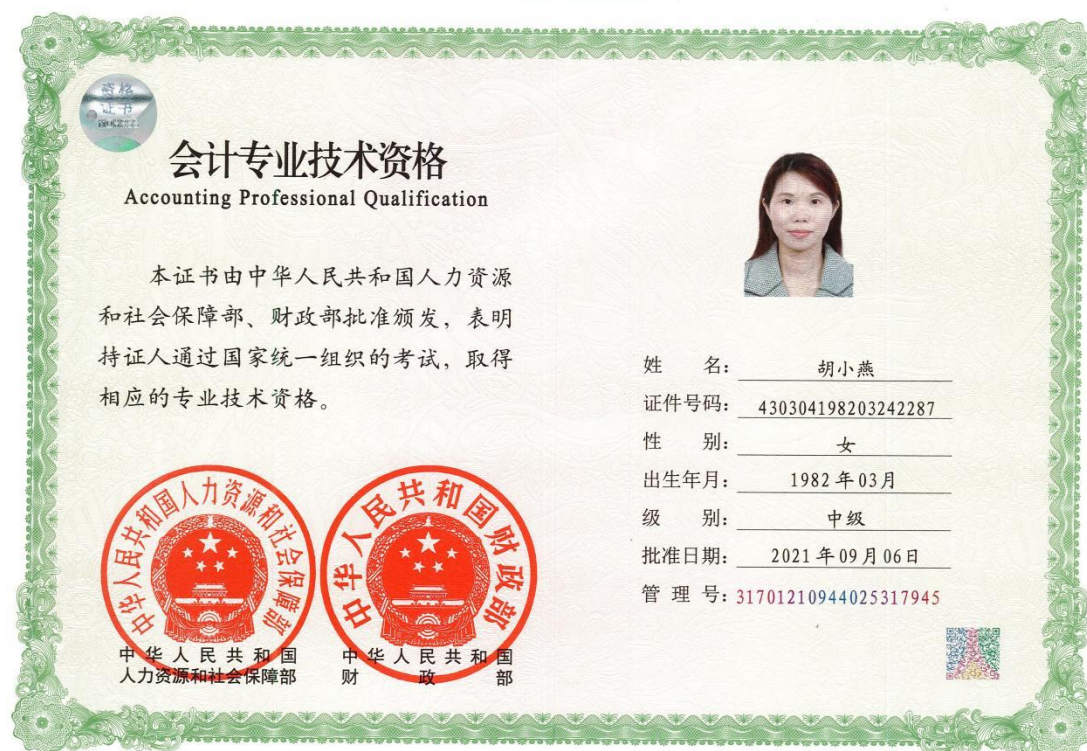 资格
证书
会计专业技术资格
Accounting Professional Qualification
本证书由中华人民共和国人力资源
和社会保障部、财政部批准颁发，表明
持证人通过国家统一组织的考试，取得
相应的专业技术资格。
中华人民共和国人力资源和社会保障部
中华人民共和国财政部
中华人民共和国
人力资源和社会保障部
中华人民共和国
财政部
姓名：胡小燕
证件号码：430304198203242287
性别：女
出生年月：1982年03月
级别：中级
批准日期：2021年09月06日
管理号：31701210944025317945